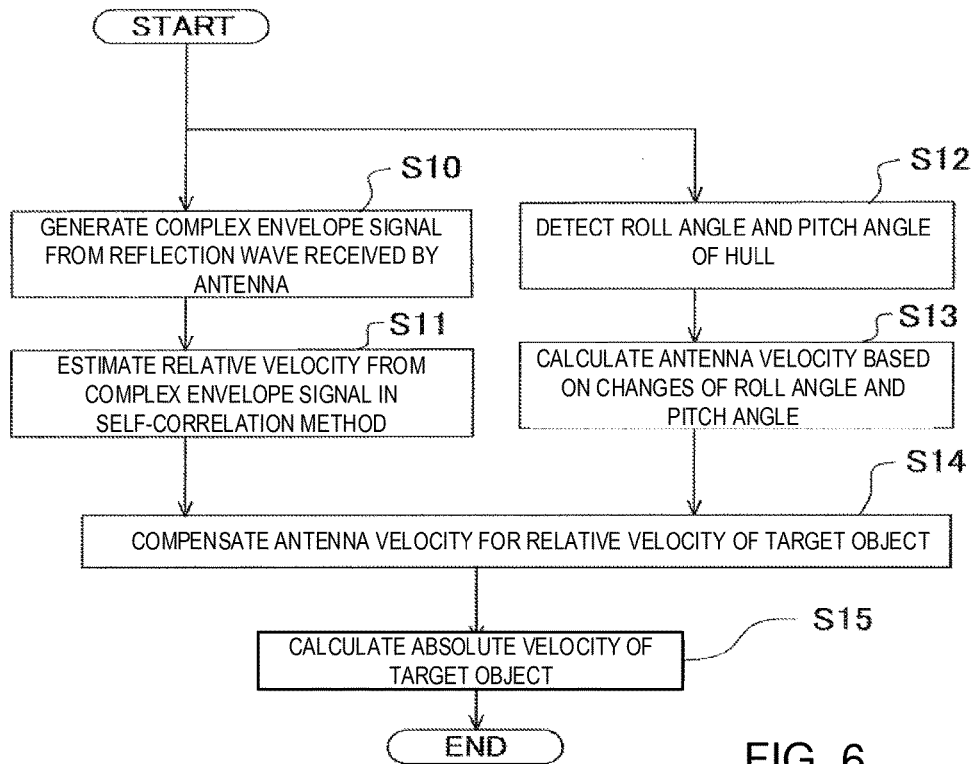 START
S10
GENERATE COMPLEX ENVELOPE SIGNAL
FROM REFLECTION WAVE RECEIVED BY
ANTENNA
S12
DETECT ROLL ANGLE AND PITCH ANGLE
OF HULL
S11
ESTIMATE RELATIVE VELOCITY FROM
COMPLEX ENVELOPE SIGNAL IN
SELF-CORRELATION METHOD
S13
CALCULATE ANTENNA VELOCITY BASED
ON CHANGES OF ROLL ANGLE AND
PITCH ANGLE
S14
COMPENSATE ANTENNA VELOCITY FOR RELATIVE VELOCITY OF TARGET OBJECT
S15
CALCULATE ABSOLUTE VELOCITY OF
TARGET OBJECT
END
FIG. 6